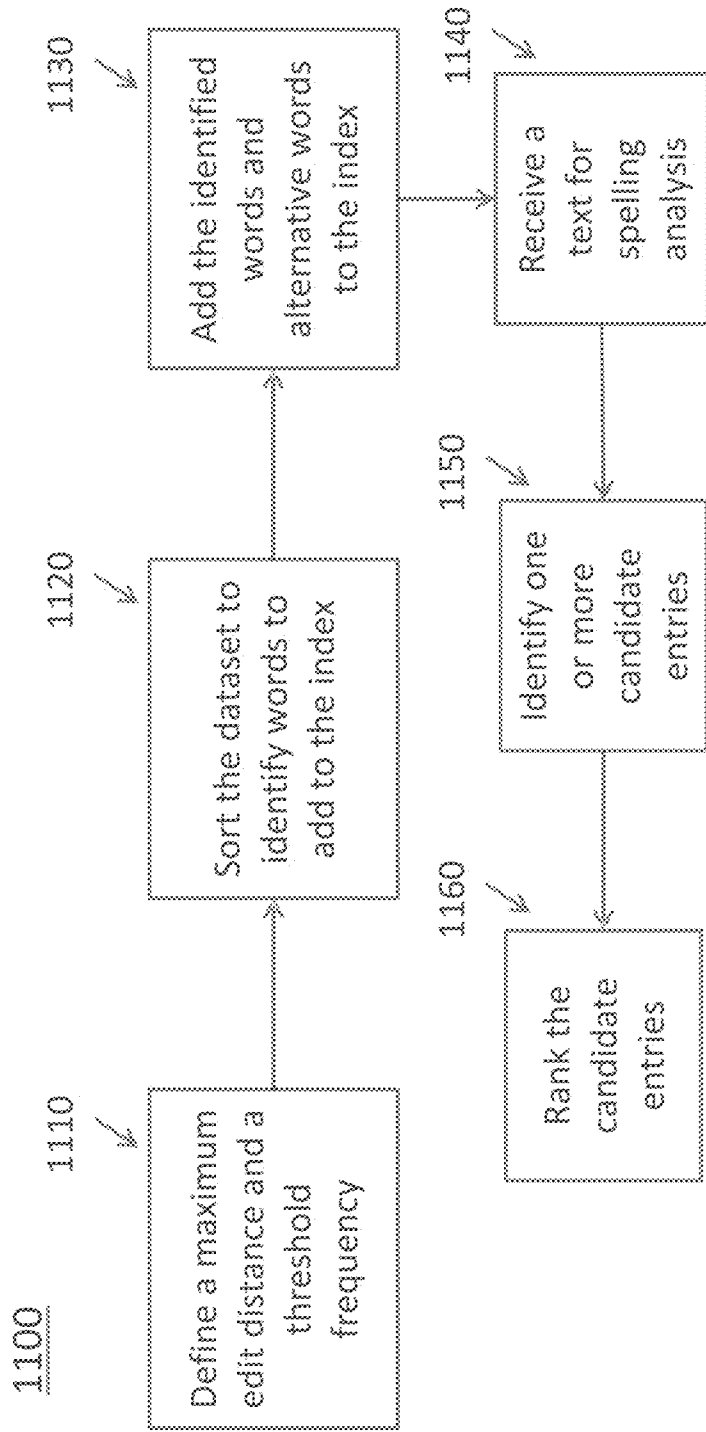 1100
1110
Define a maximum
edit distance and a
threshold
frequency
1120
Sort the dataset to
identify words to
add to the index
1130
Add the identified
words and
alternative words
to the index
1140
Receive a
text for
spelling
analysis
1150
Identify one
or more
candidate
entries
1160
Rank the
candidate
entries